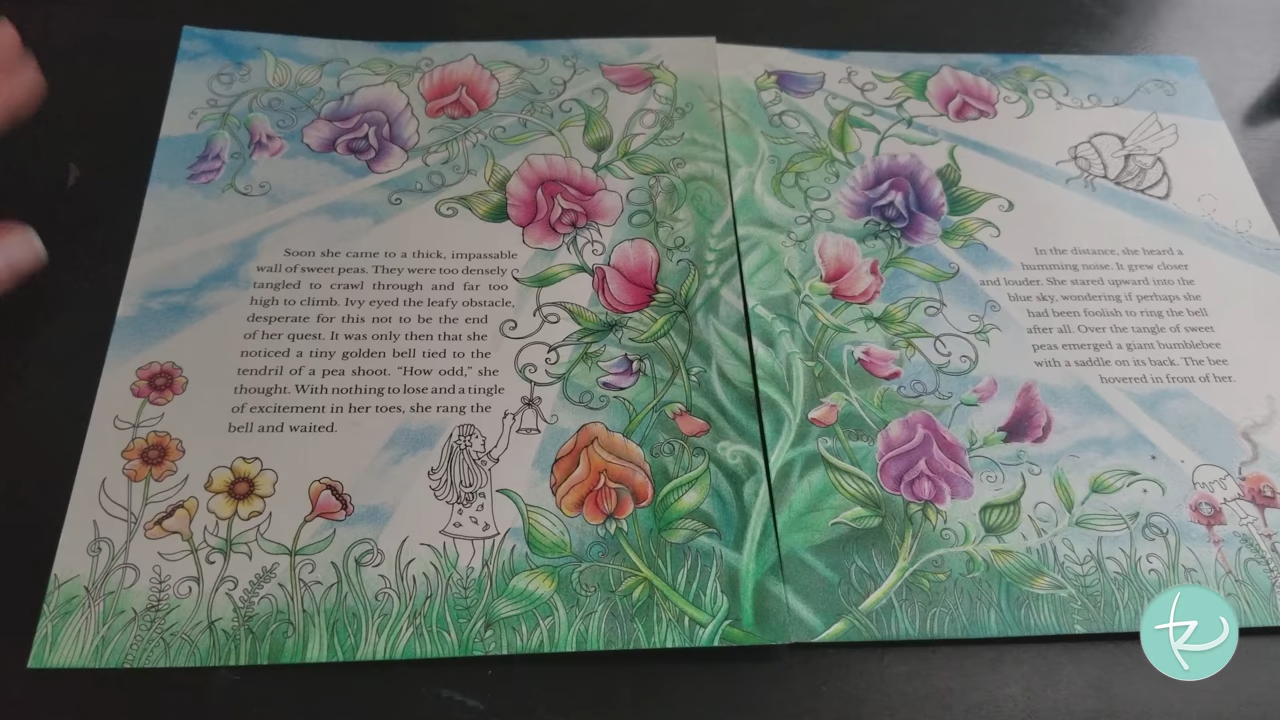 Soon she came to a thick, impassable
wall of sweet peas. They were too densely
tangled to crawl through and far too
high to climb. Ivy eyed the leafy obstacle,
desperate for this not to be the end
of her quest. It was only then that she
noticed a tiny golden bell tied to the
tendril of a pea shoot. “How odd,” she
thought. With nothing to lose and a tingle
of excitement in her toes, she rang the
bell and waited.
In the distance, she heard a
humming noise. It grew closer
and louder. She stared upward into the
blue sky, wondering if perhaps she
had been foolish to ring the bell
after all. Over the tangle of sweet
peas emerged a giant bumblebee
with a saddle on its back. The bee
hovered in front of her.